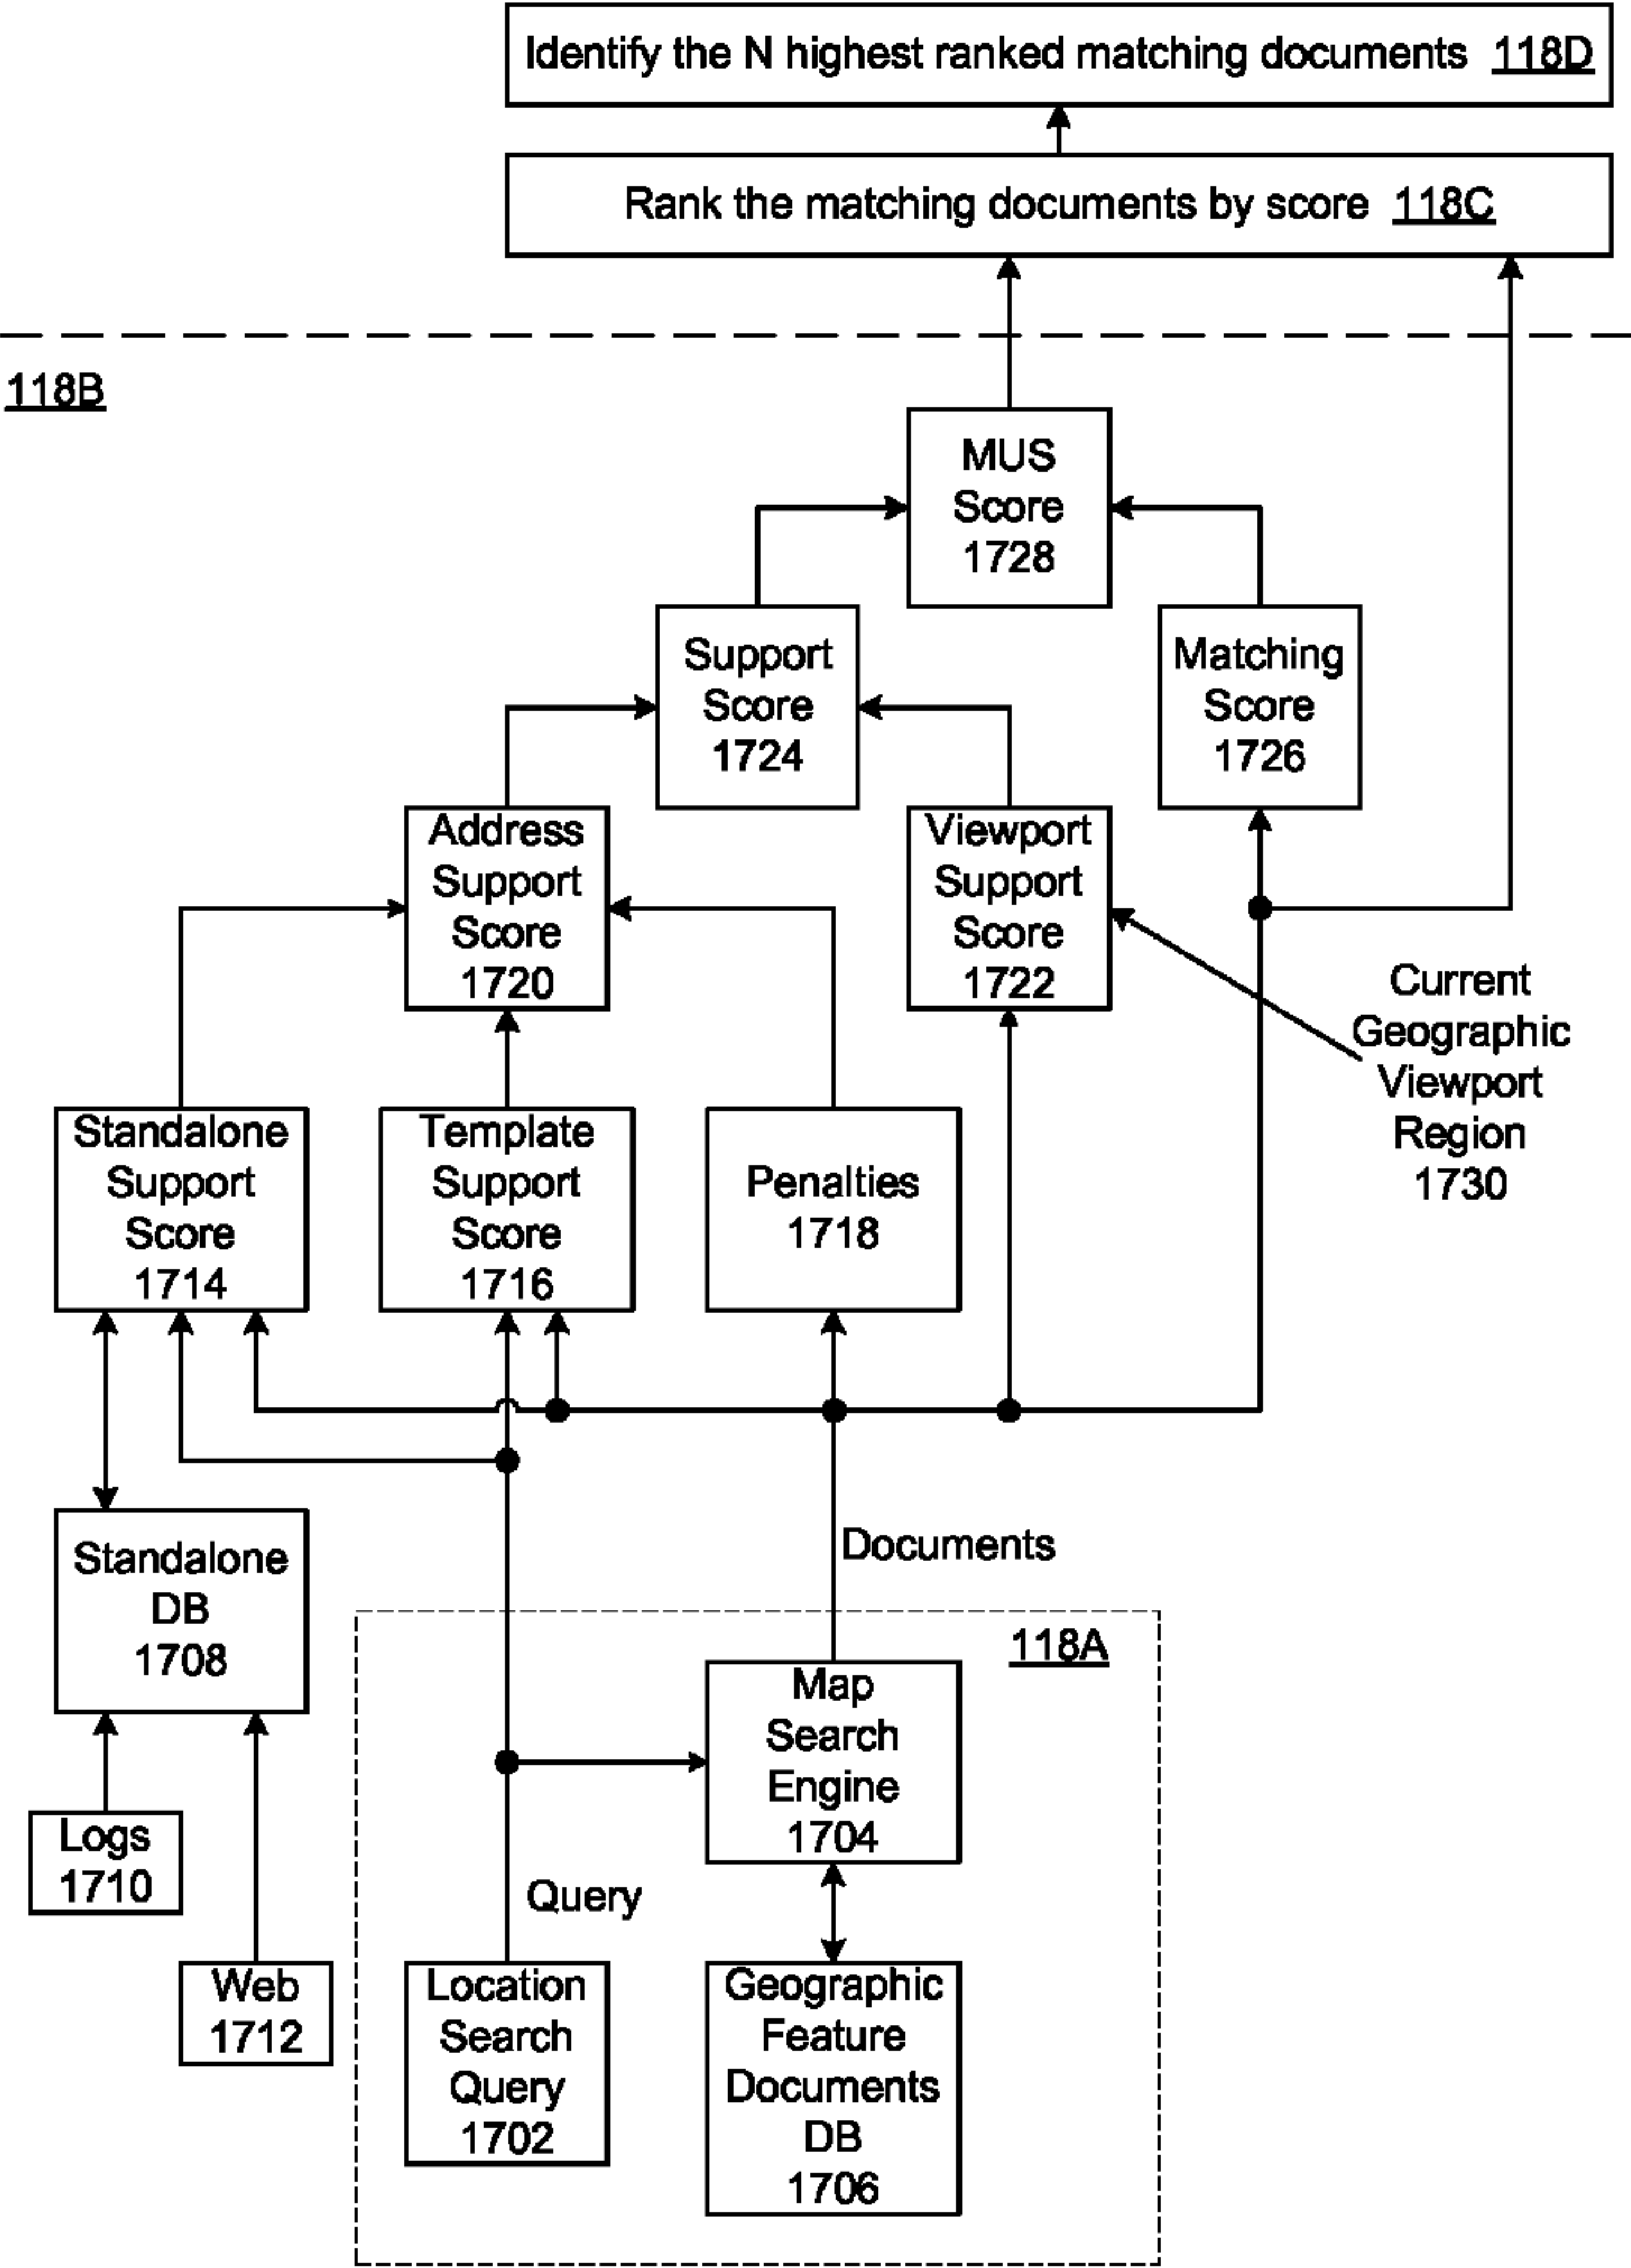 Identify the N highest ranked matching documents 118D
Rank the matching documents by score 118C
118B
MUS
Score
1728
Support
Score
1724
Matching
Score
1726
Address
Support
Score
1720
Viewport
Support
Score
1722
Current
Geographic
Viewport
Region
1730
Standalone
Support
Score
1714
Template
Support
Score
1716
Penalties
1718
Standalone
DB
1708
Documents
118A
Map
Search
Engine
1704
Logs
1710
Query
Web
1712
Location
Search
Query
1702
Geographic
Feature
Documents
DB
1706